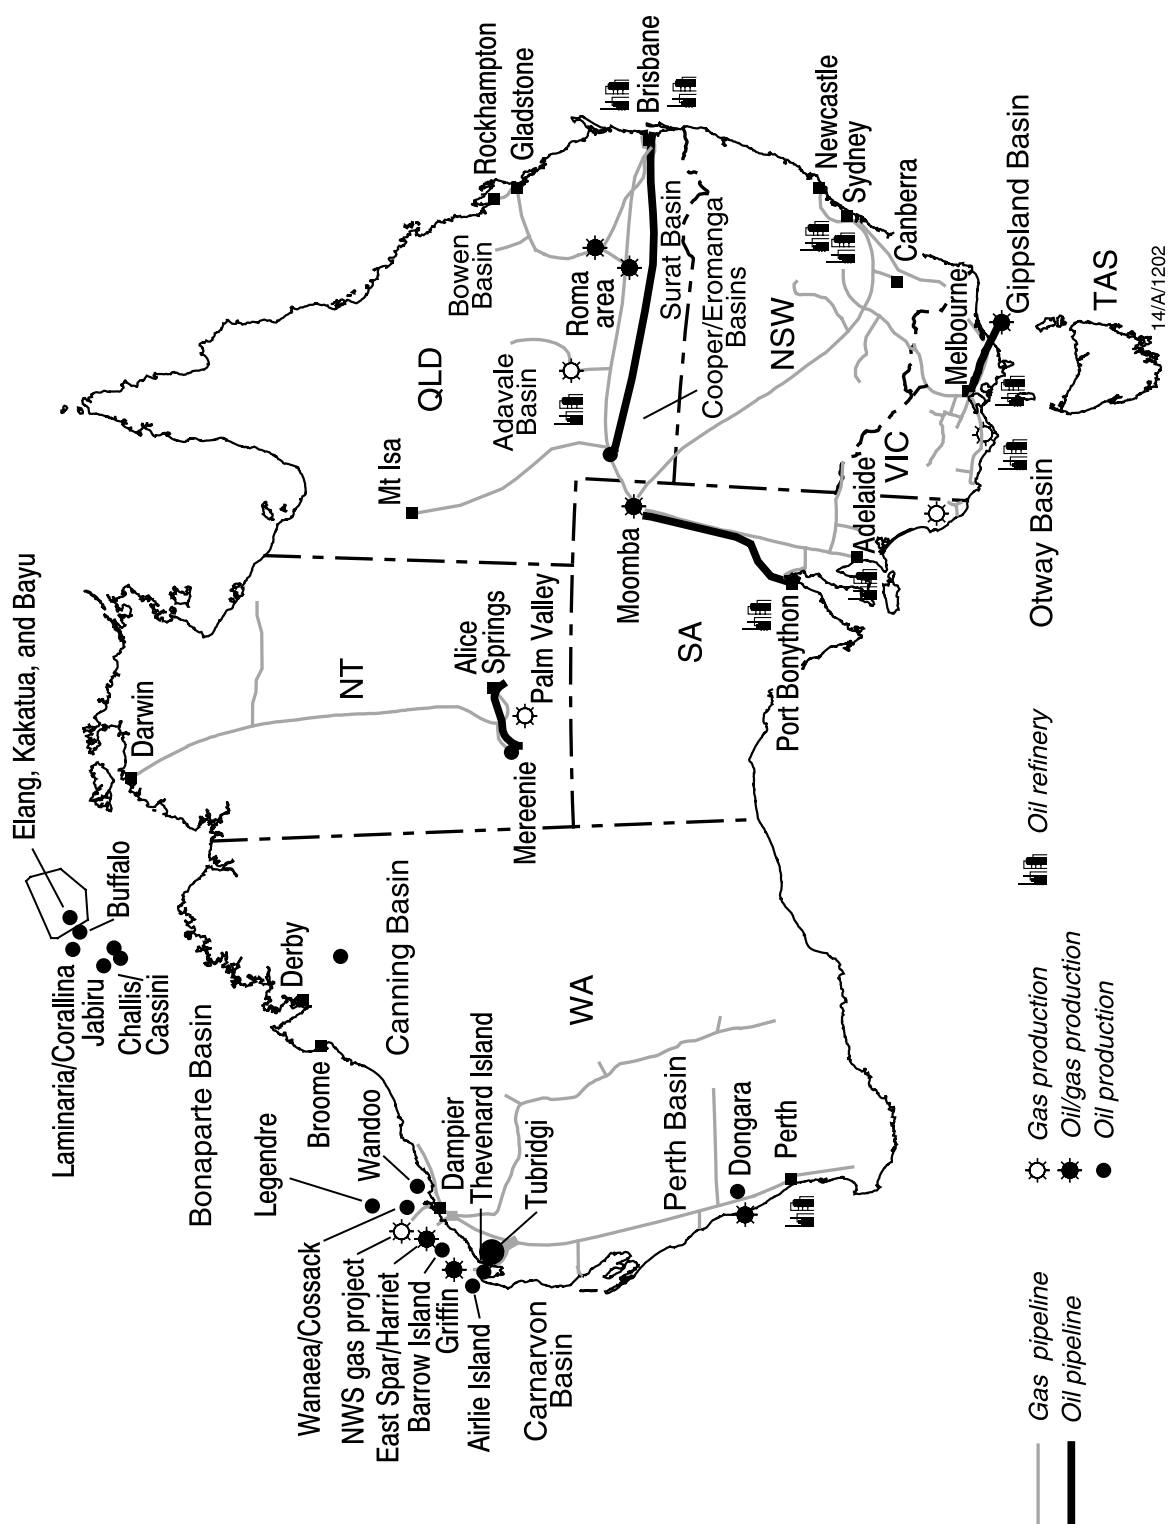 Elang, Kakatua, and Bayu
Buffalo
Laminaria/Corallina
Jabiru
Challis/
Cassini
Bonaparte Basin
Darwin
Derby
Broome
Canning Basin
Legendre
Wandoo
Wanaea/Cossack
NWS gas project
East Spar/Harriet
Barrow Island
Griffin
Airlie Island
Carnarvon
Basin
Dampier
Thevenard Island
Tubridgi
WA
Perth Basin
Dongara
Perth
NT
Alice
Springs
Palm Valley
Mereenie
Mt Isa
QLD
Rockhampton
Gladstone
Bowen
Basin
Roma
area
Adavale
Basin
Brisbane
Surat Basin
Cooper/Eromanga
Basins
Moomba
SA
Port Bonython
Adelaide
NSW
Newcastle
Sydney
Canberra
VIC
Melbourne
Gippsland Basin
Otway Basin
TAS
14/A/1202
Gas pipeline
Oil pipeline
Gas production
Oil/gas production
Oil production
Oil refinery